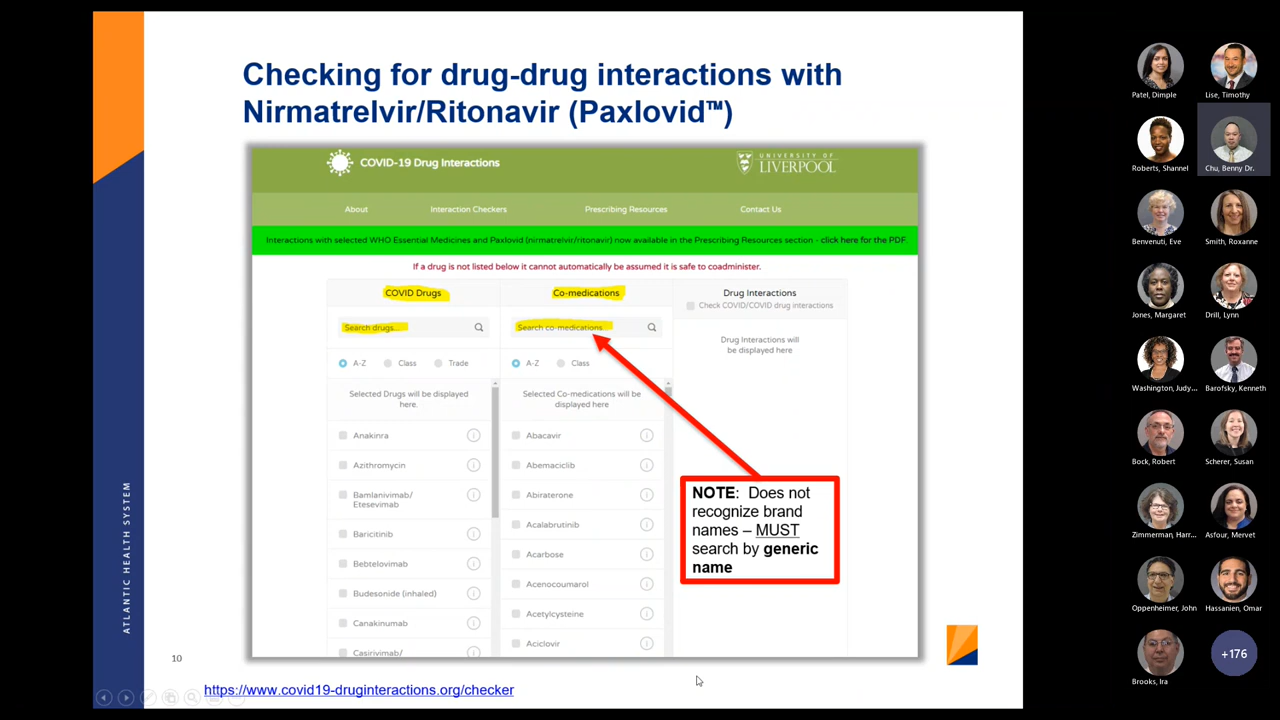 Checking for drug-drug interactions with
Nirmatrelvir/Ritonavir (Paxlovid™)
COVID-19 Drug Interactions
UNIVERSITY OF
LIVERPOOL
About
Interaction Checkers
Prescribing Resources
Contact Us
Interactions with selected WHO Essential Medicines and Paxlovid (nirmatrelvir/ritonavir) now available in the Prescribing Resources section - click here for the PDF.
If a drug is not listed below it cannot automatically be assumed it is safe to coadminister.
COVID Drugs
Search drugs...
A-Z
Class
Trade
Selected Drugs will be displayed
here.
Anakinra
Azithromycin
Bamlanivimab/
Etesevimab
Baricitinib
Bebtelovimab
Budesonide (inhaled)
Canakinumab
Casirivimab/
Co-medications
Search co-medications
A-Z
Class
Selected Co-medications will be
displayed here
Abacavir
Abemaciclib
Abiraterone
Acalabrutinib
Acarbose
Acenocoumarol
Acetylcysteine
Aciclovir
Drug Interactions
Check COVID/COVID drug interactions
Drug Interactions will
be displayed here
NOTE: Does not
recognize brand
names – MUST
search by generic
name
ATLANTIC HEALTH SYSTEM
10
https://www.covid19-druginteractions.org/checker
Patel, Dimple
Lise, Timothy
Roberts, Shannel
Chu, Benny Dr.
Benvenuti, Eve
Smith, Roxanne
Jones, Margaret
Drill, Lynn
Washington, Judy...
Barofsky, Kenneth
Bock, Robert
Scherer, Susan
Zimmerman, Harr...
Asfour, Mervet
Oppenheimer, John
Hassanien, Omar
Brooks, Ira
+176